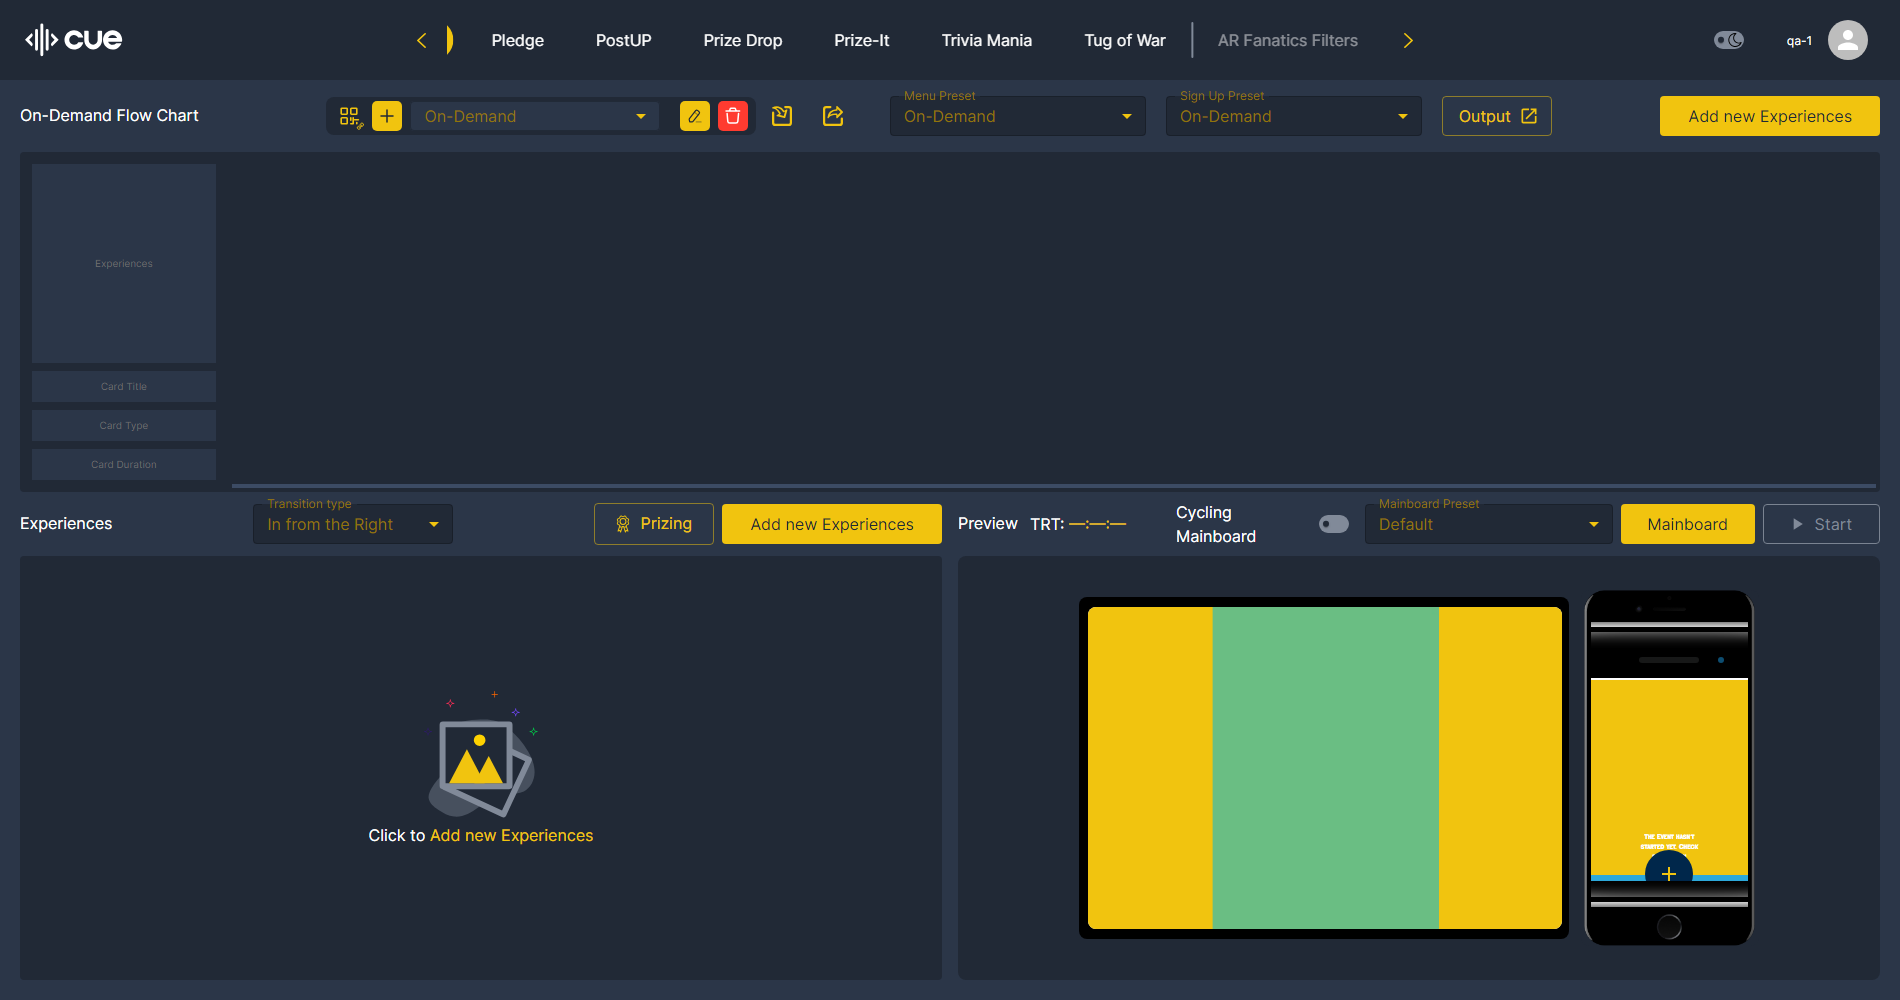 cue
Pledge
PostUP
Prize Drop
Prize-It
Trivia Mania
Tug of War
AR Fanatics Filters
qa-1
On-Demand Flow Chart
On-Demand
Menu Preset
On-Demand
Sign Up Preset
On-Demand
Output
Add new Experiences
Experiences
Card Title
Card Type
Card Duration
Experiences
Transition type
In from the Right
Prizing
Add new Experiences
Preview
TRT: —:—:—
Cycling
Mainboard
Mainboard Preset
Default
Mainboard
Start
Click to Add new Experiences
THE EVENT HASN'T
STARTED YET, CHECK